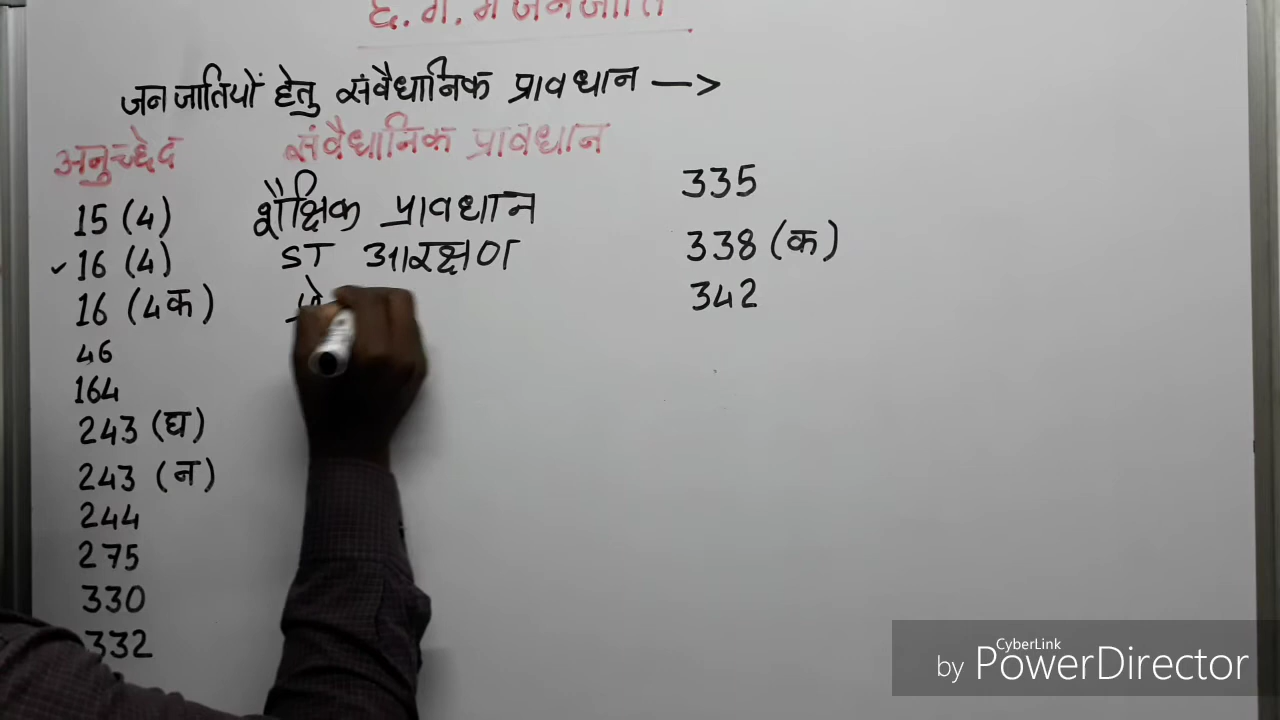 छ. ग. में जनजाति
जनजातियों हेतु संवैधानिक प्रावधान —>
अनुच्छेद संवैधानिक प्रावधान
15 (4) शैक्षिक प्रावधान
✓ 16 (4) ST आरक्षण
16 (4क)
46
164
243 (घ)
243 (न)
244
275
330
332
335
338 (क)
342
CyberLink
by PowerDirector